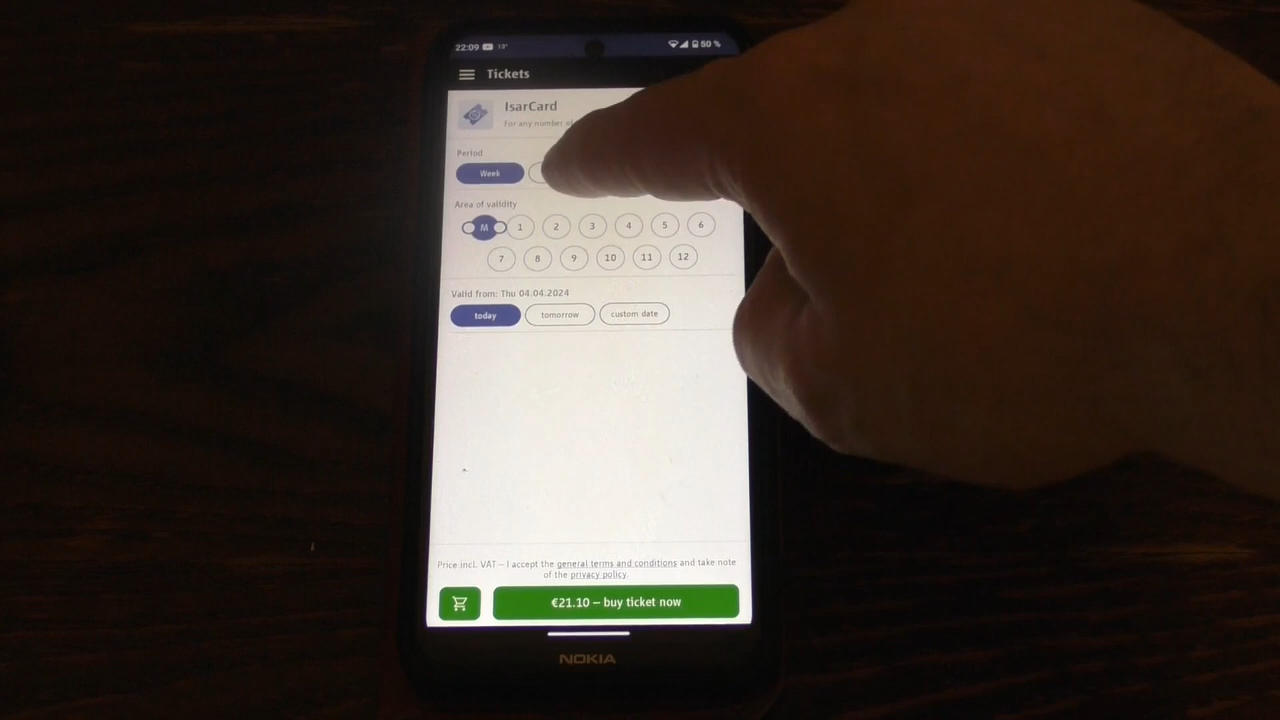 22:09 13° 50 %
Tickets
IsarCard
For any number of
Period
Week
Area of validity
M 1 2 3 4 5 6
7 8 9 10 11 12
Valid from: Thu 04.04.2024
today tomorrow custom date
Price incl. VAT – I accept the general terms and conditions and take note
of the privacy policy.
€21.10 – buy ticket now
NOKIA